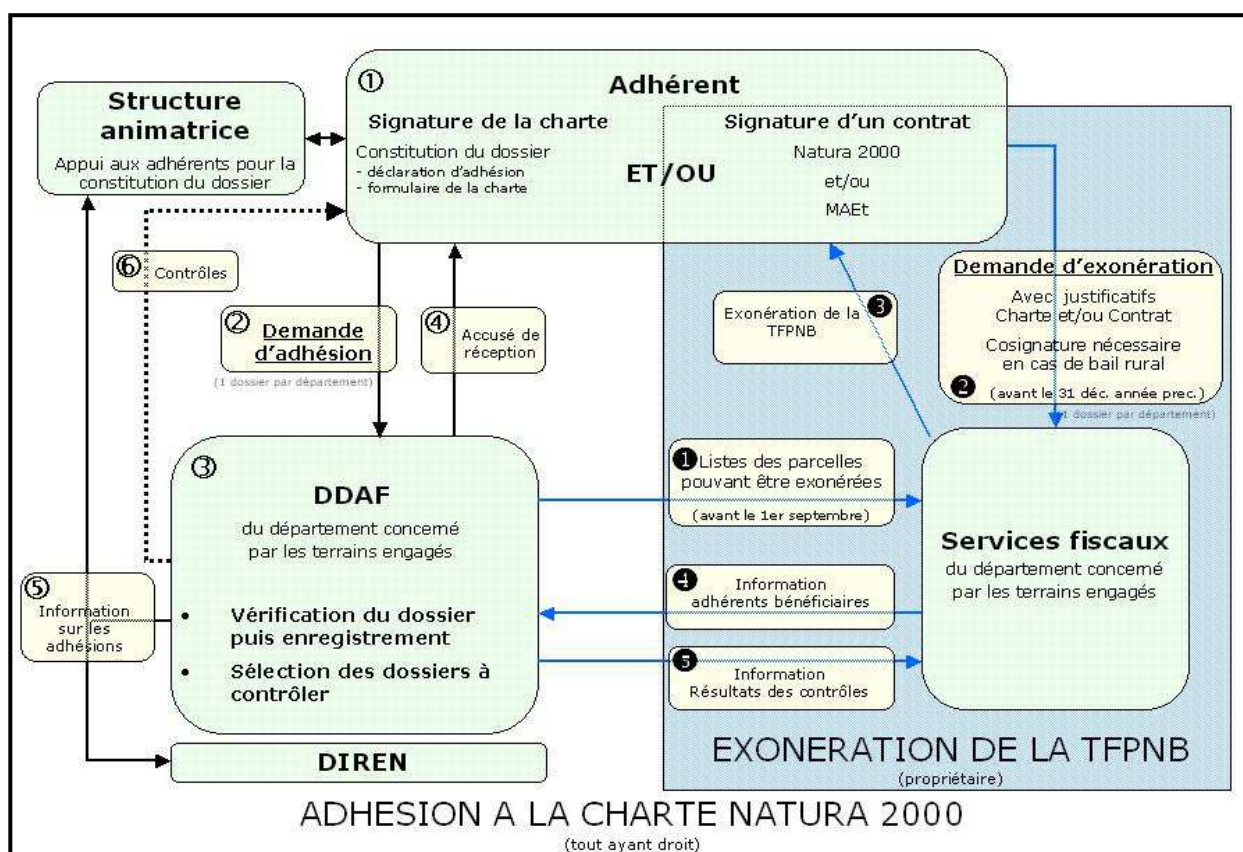 ①
Adhérent
Structure
animatrice
Appui aux adhérents pour la
constitution du dossier
Signature de la charte
Constitution du dossier
- déclaration d'adhésion
- formulaire de la charte
ET/OU
Signature d'un contrat
Natura 2000
et/ou
MAEt
⑥ Contrôles
② Demande
d'adhésion
(1 dossier par département)
④ Accusé de
réception
Exonération de la
TFPNB
❸
Demande d'exonération
Avec justificatifs
Charte et/ou Contrat
Cosignature nécessaire
en cas de bail rural
❷ (avant le 31 déc. année prec.)
(1 dossier par département)
③
DDAF
du département concerné
par les terrains engagés
• Vérification du dossier
puis enregistrement
• Sélection des dossiers à
contrôler
⑤
Information
sur les
adhésions
❶ Listes des parcelles
pouvant être exonérées
(avant le 1er septembre)
❹ Information
adhérents bénéficiaires
❺ Information
Résultats des contrôles
Services fiscaux
du département concerné
par les terrains engagés
DIREN
EXONERATION DE LA TFPNB
(propriétaire)
ADHESION A LA CHARTE NATURA 2000
(tout ayant droit)